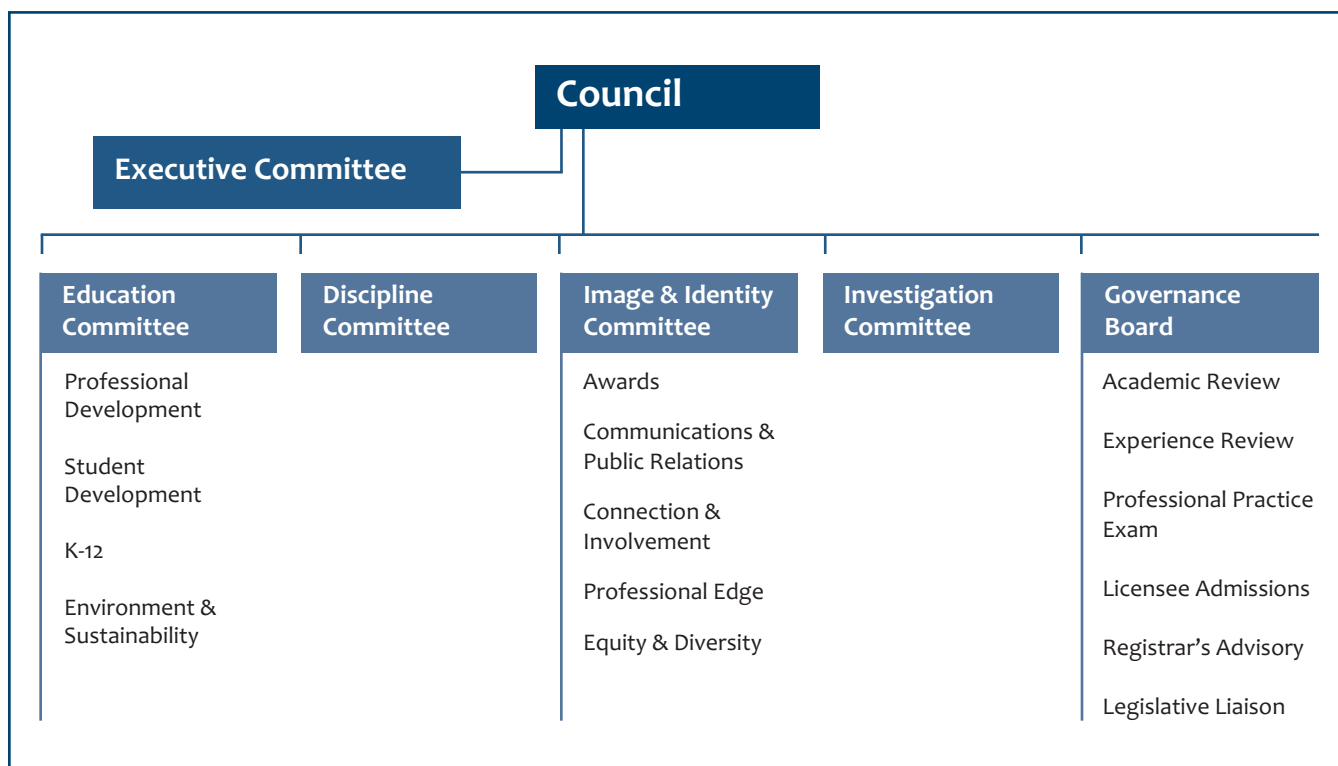 Council
Executive Committee
Education
Committee
Discipline
Committee
Image & Identity
Committee
Investigation
Committee
Governance
Board
Professional
Development
Student
Development
K-12
Environment &
Sustainability
Awards
Communications &
Public Relations
Connection &
Involvement
Professional Edge
Equity & Diversity
Academic Review
Experience Review
Professional Practice
Exam
Licensee Admissions
Registrar’s Advisory
Legislative Liaison